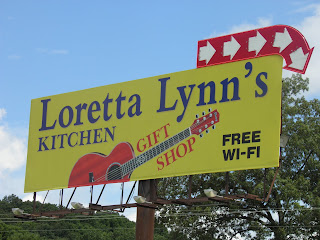 Loretta Lynn's
KITCHEN
GIFT
SHOP
FREE
WI-FI